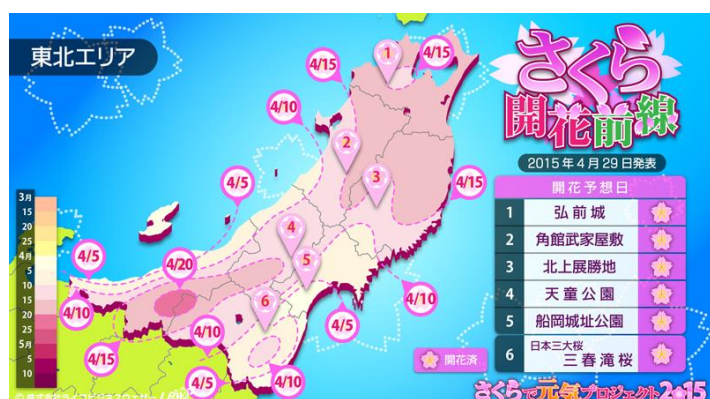 東北エリア
さくら
開花前線
2015年4月29日発表
開花予想日
1 弘前城
2 角館武家屋敷
3 北上展勝地
4 天童公園
5 船岡城址公園
6 日本三大桜
三春滝桜
開花済
さくらで元気プロジェクト2015
1
4/15
4/15
4/10
2
4/5
3
4/15
4
4/5
4/20
5
4/10
6
4/10
4/10
4/5
4/15
4/5
4/10
3月
15
20
25
4月
5
10
15
20
25
5月
5
10